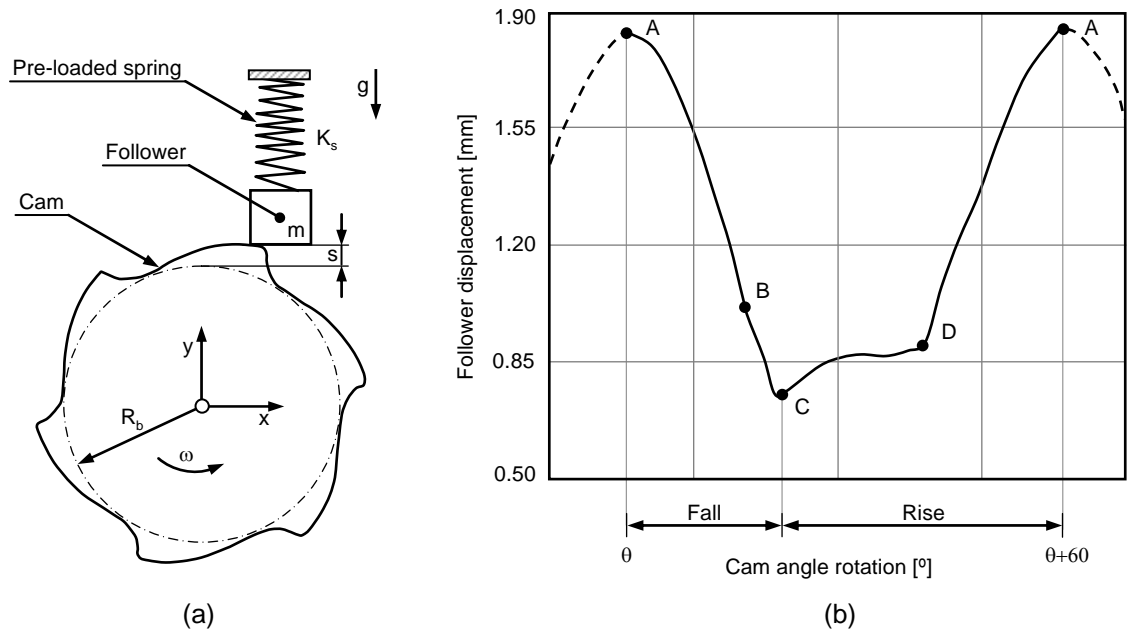 (a)
Pre-loaded spring
g
K_s
Follower
m
Cam
s
y
x
R_b
ω
(a)
(b)
1.90
1.55
1.20
0.85
0.50
Follower displacement [mm]
A
A
B
C
D
Fall
Rise
θ
θ+60
Cam angle rotation [º]
(b)